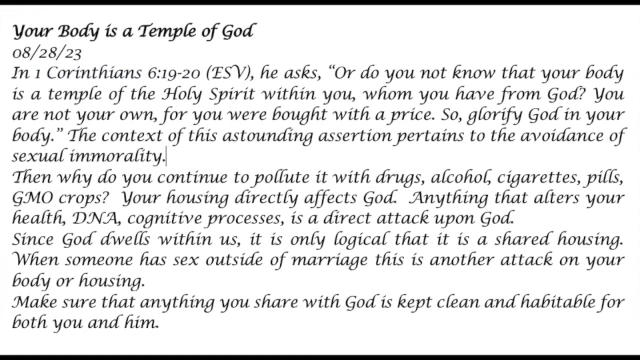 Your Body is a Temple of God
08/28/23
In 1 Corinthians 6:19-20 (ESV), he asks, “Or do you not know that your body
is a temple of the Holy Spirit within you, whom you have from God? You
are not your own, for you were bought with a price. So, glorify God in your
body.” The context of this astounding assertion pertains to the avoidance of
sexual immorality.
Then why do you continue to pollute it with drugs, alcohol, cigarettes, pills,
GMO crops?  Your housing directly affects God.  Anything that alters your
health, DNA, cognitive processes, is a direct attack upon God.
Since God dwells within us, it is only logical that it is a shared housing.
When someone has sex outside of marriage this is another attack on your
body or housing.
Make sure that anything you share with God is kept clean and habitable for
both you and him.